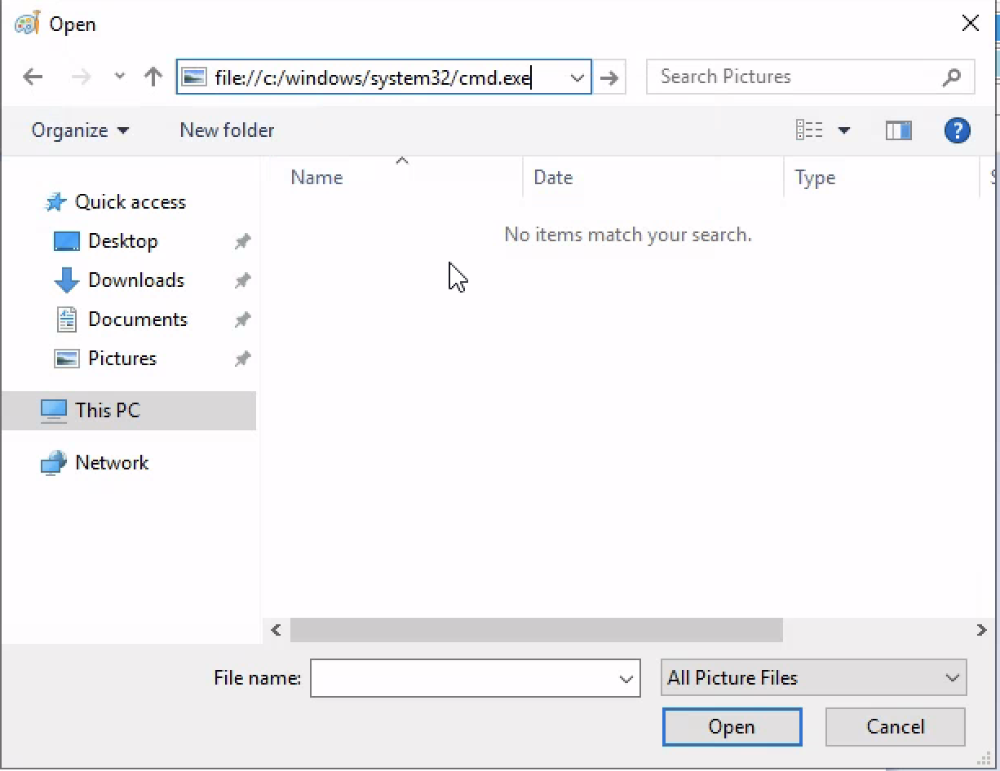 Open
file://c:/windows/system32/cmd.exe
Search Pictures
Organize
New folder
?
Name
Date
Type
Quick access
No items match your search.
Desktop
Downloads
Documents
Pictures
This PC
Network
File name:
All Picture Files
Open
Cancel